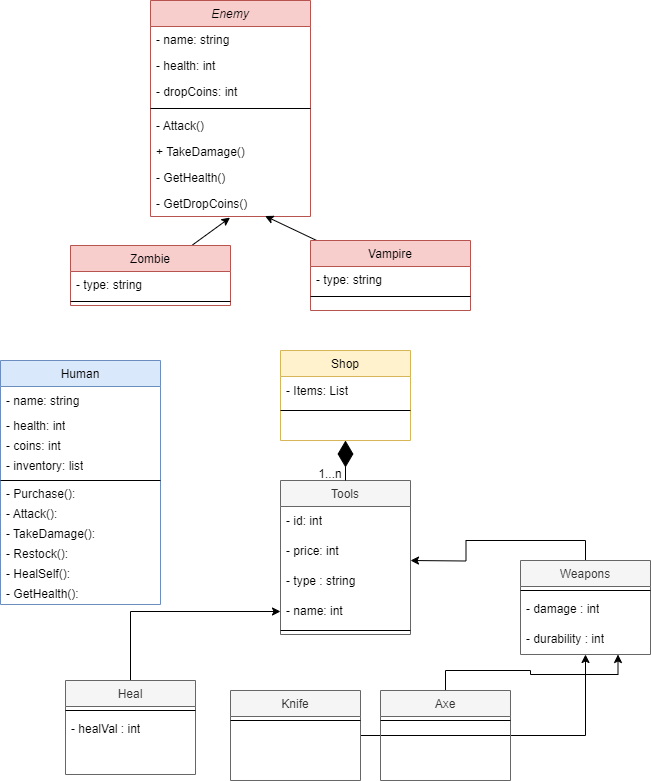 Enemy
- name: string
- health: int
- dropCoins: int
- Attack()
+ TakeDamage()
- GetHealth()
- GetDropCoins()
Zombie
- type: string
Vampire
- type: string
Human
- name: string
- health: int
- coins: int
- inventory: list
- Purchase():
- Attack():
- TakeDamage():
- Restock():
- HealSelf():
- GetHealth():
Shop
- Items: List
1...n
Tools
- id: int
- price: int
- type : string
- name: int
Weapons
- damage : int
- durability : int
Heal
- healVal : int
Knife
Axe